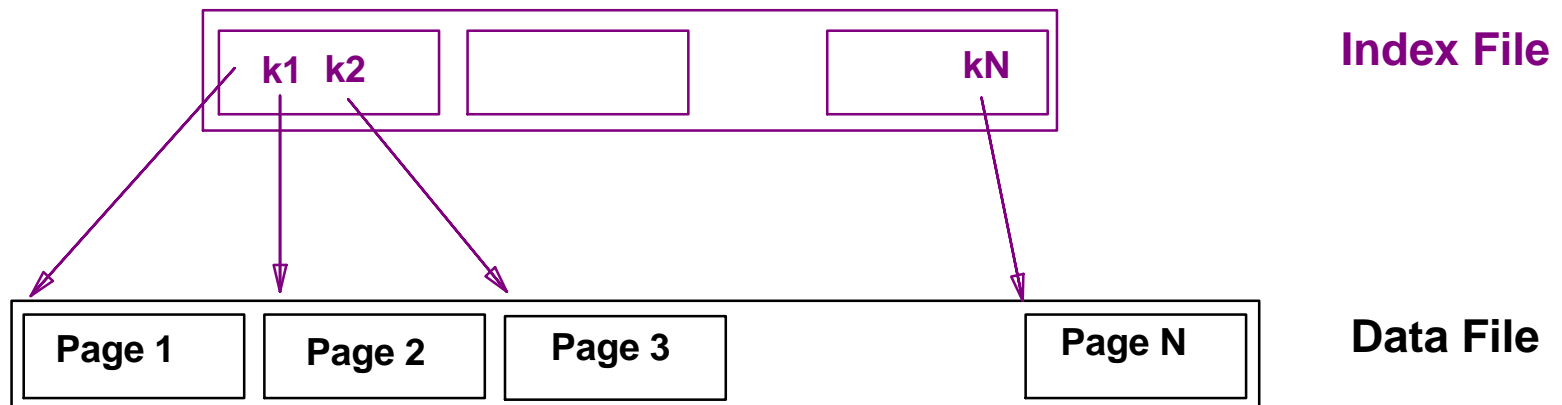 k1 k2 kN Index File
Page 1 Page 2 Page 3 Page N Data File